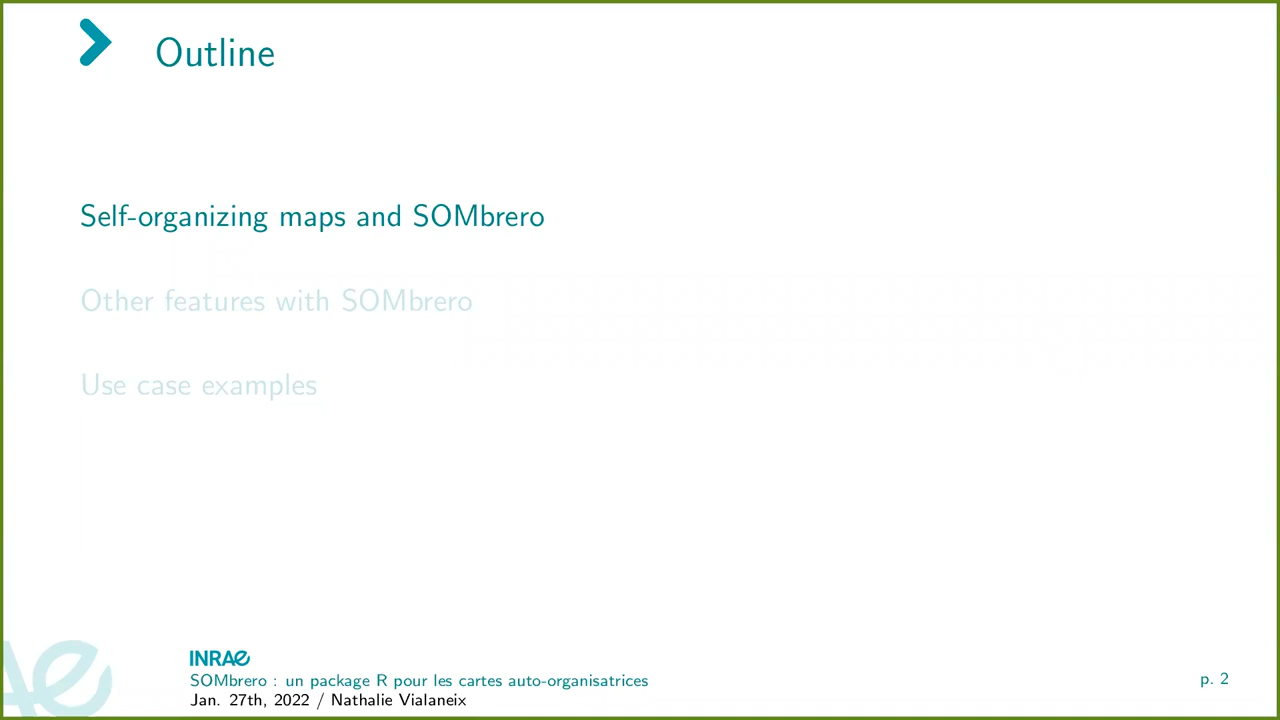 Outline
Self-organizing maps and SOMbrero
Other features with SOMbrero
Use case examples
INRAE
SOMbrero : un package R pour les cartes auto-organisatrices
Jan. 27th, 2022 / Nathalie Vialaneix
p. 2